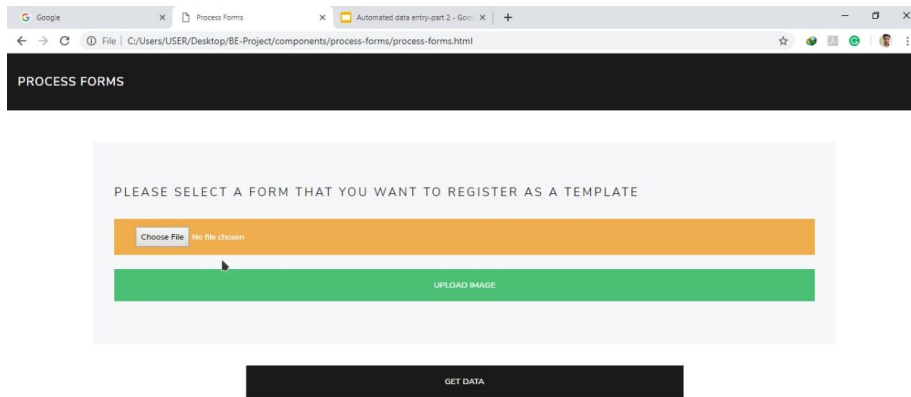 Google
Process Forms
Automated data entry-part 2 - Goo
File | C:/Users/USER/Desktop/BE-Project/components/process-forms/process-forms.html
PROCESS FORMS
PLEASE SELECT A FORM THAT YOU WANT TO REGISTER AS A TEMPLATE
Choose File No file chosen
UPLOAD IMAGE
GET DATA